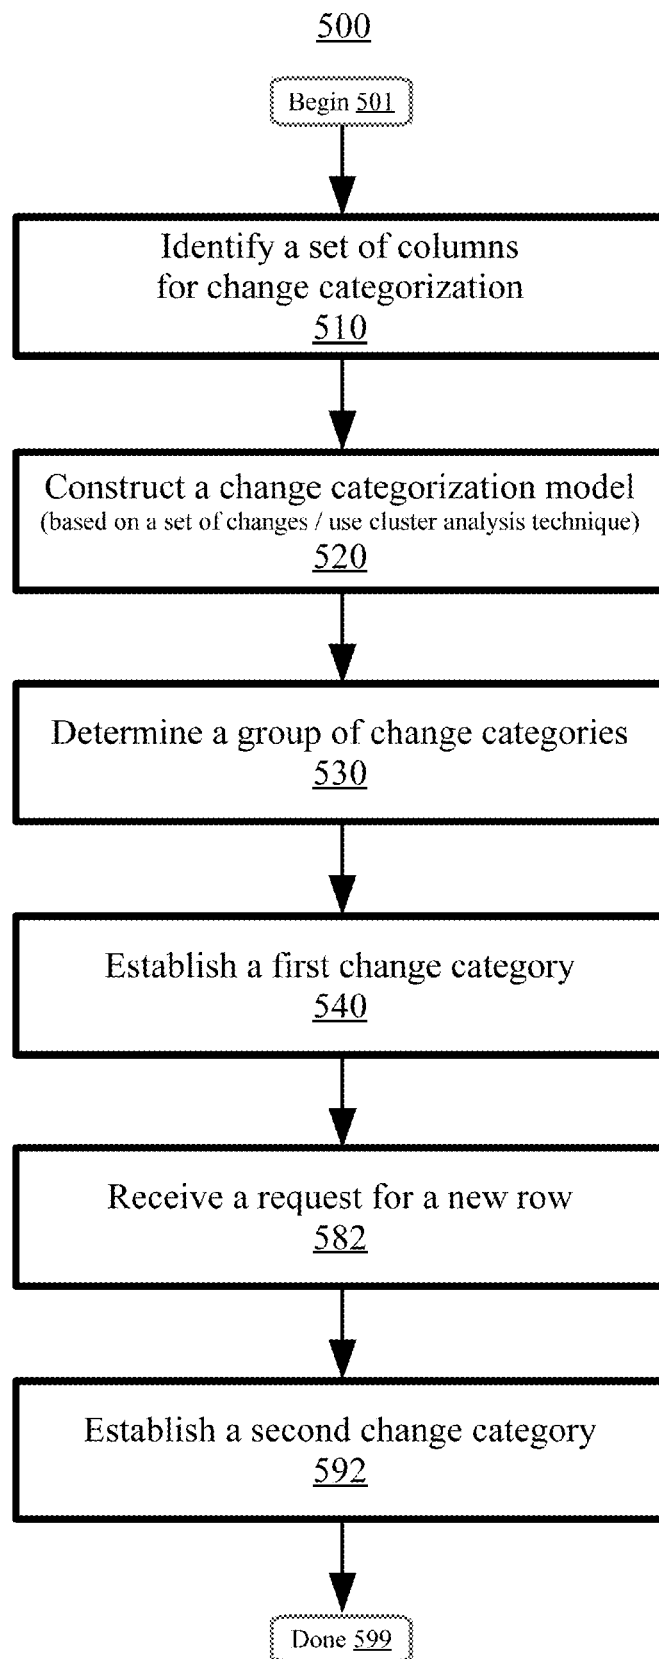 500
Begin 501
Identify a set of columns
for change categorization
510
Construct a change categorization model
(based on a set of changes / use cluster analysis technique)
520
Determine a group of change categories
530
Establish a first change category
540
Receive a request for a new row
582
Establish a second change category
592
Done 599